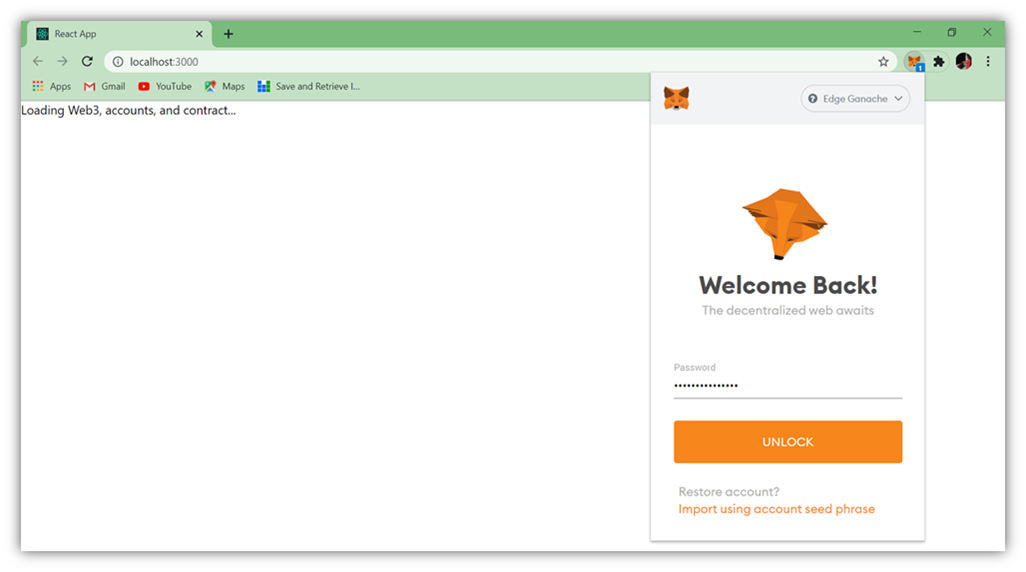 React App
localhost:3000
1
Apps Gmail YouTube Maps Save and Retrieve I...
Loading Web3, accounts, and contract...
Edge Ganache
Welcome Back!
The decentralized web awaits
Password
•••••••••••••••
UNLOCK
Restore account?
Import using account seed phrase